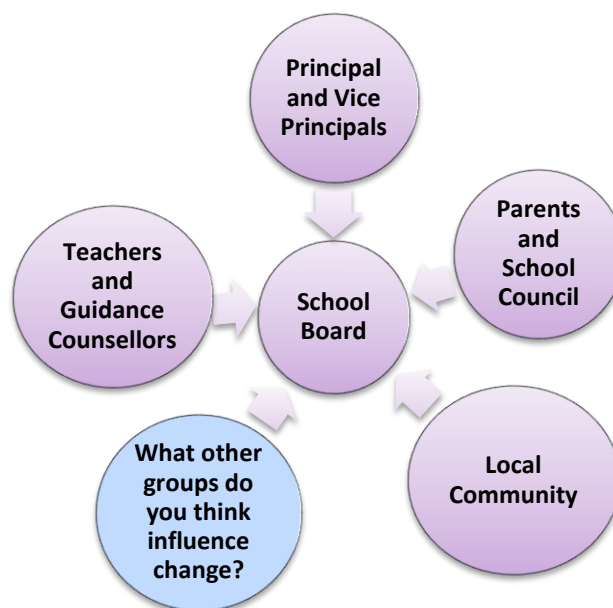 Principal
and Vice
Principals
Parents
and
School
Council
Teachers
and
Guidance
Counsellors
School
Board
What other
groups do
you think
influence
change?
Local
Community